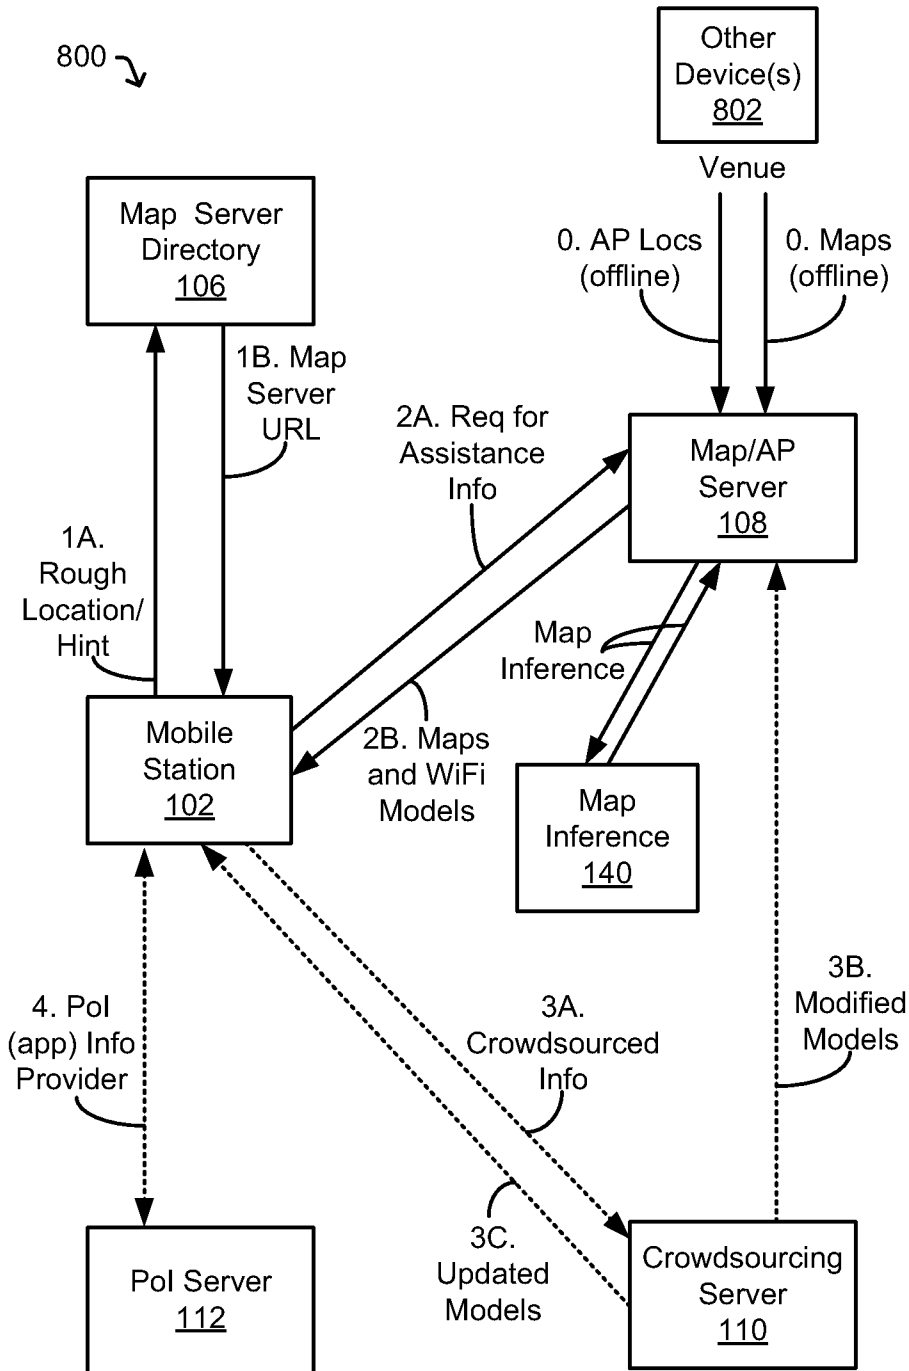 800
Other
Device(s)
802
Venue
Map Server
Directory
106
0. AP Locs
(offline)
0. Maps
(offline)
1B. Map
Server
URL
2A. Req for
Assistance
Info
Map/AP
Server
108
1A.
Rough
Location/
Hint
Map
Inference
Mobile
Station
102
2B. Maps
and WiFi
Models
Map
Inference
140
4. PoI
(app) Info
Provider
3A.
Crowdsourced
Info
3B.
Modified
Models
3C.
Updated
Models
PoI Server
112
Crowdsourcing
Server
110